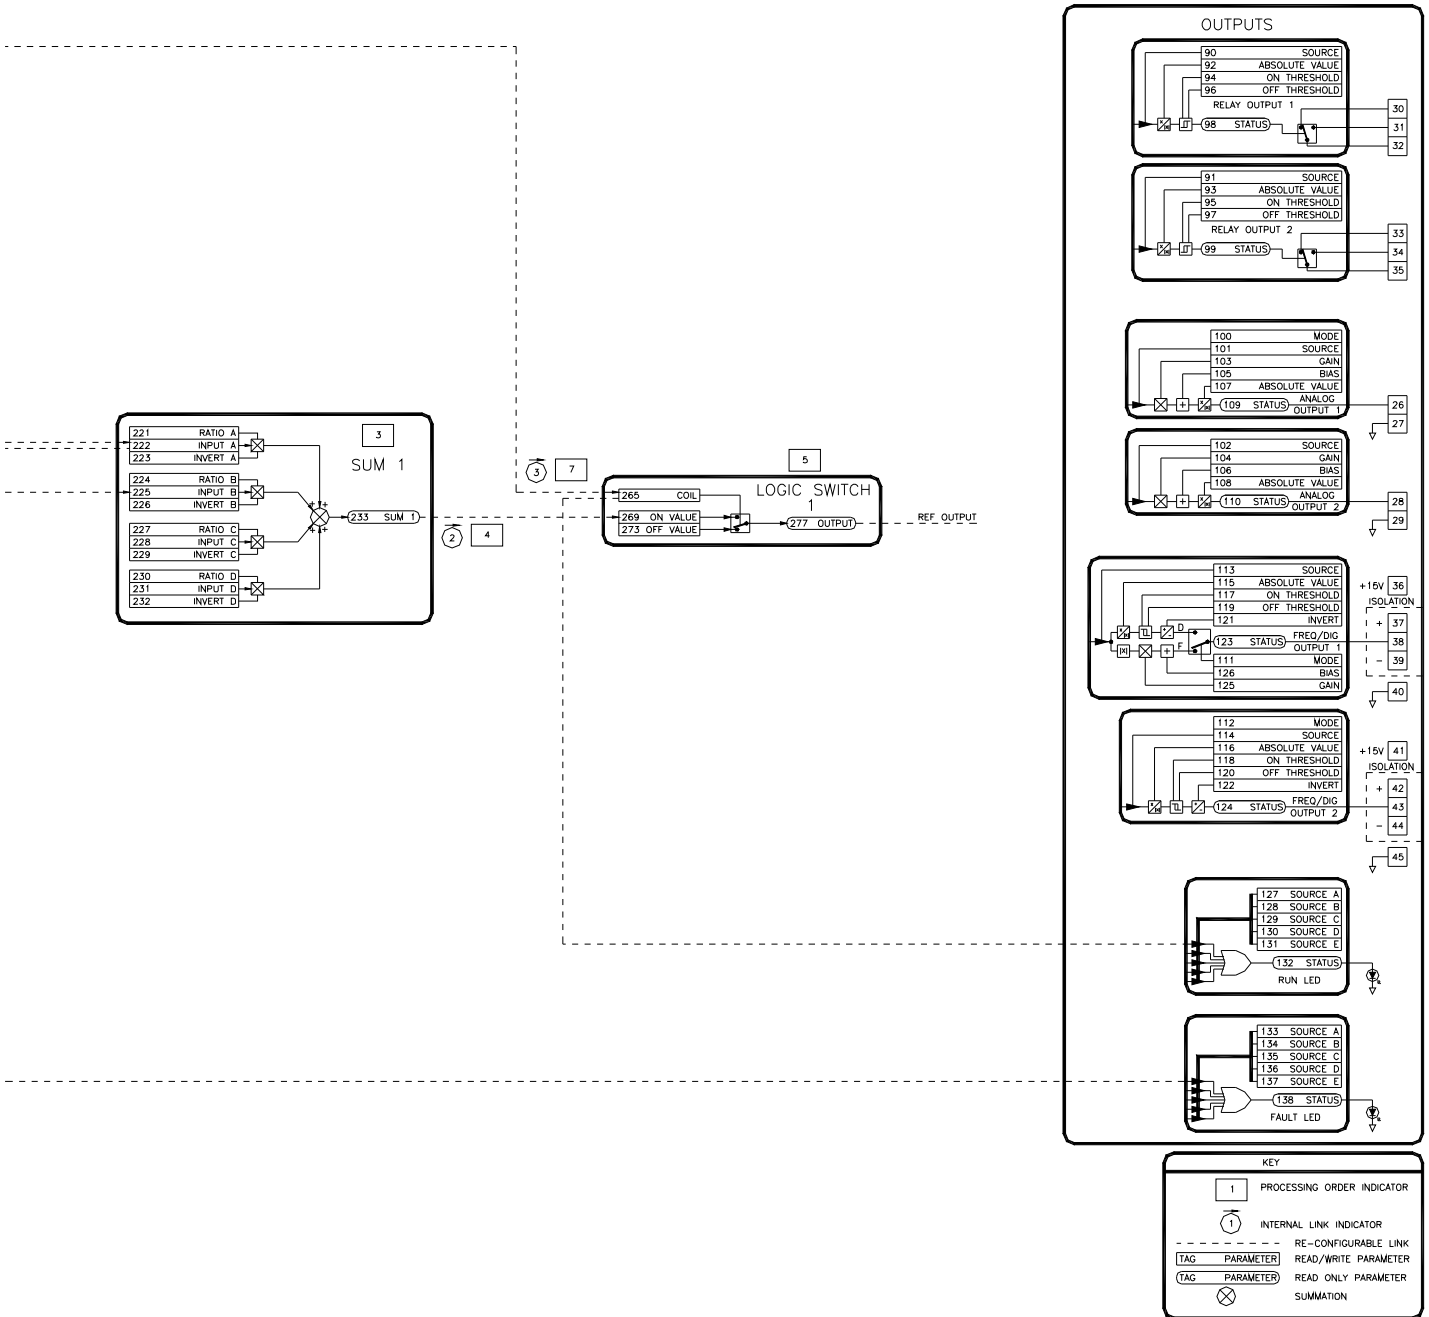 OUTPUTS
90 SOURCE
92 ABSOLUTE VALUE
94 ON THRESHOLD
96 OFF THRESHOLD
RELAY OUTPUT 1
98 STATUS
30
31
32
91 SOURCE
93 ABSOLUTE VALUE
95 ON THRESHOLD
97 OFF THRESHOLD
RELAY OUTPUT 2
99 STATUS
33
34
35
100 MODE
101 SOURCE
103 GAIN
105 BIAS
107 ABSOLUTE VALUE
109 STATUS
ANALOG
OUTPUT 1
26
27
102 SOURCE
104 GAIN
106 BIAS
108 ABSOLUTE VALUE
110 STATUS
ANALOG
OUTPUT 2
28
29
221 RATIO A
222 INPUT A
223 INVERT A
224 RATIO B
225 INPUT B
226 INVERT B
227 RATIO C
228 INPUT C
229 INVERT C
230 RATIO D
231 INPUT D
232 INVERT D
3
SUM 1
+ +
+ +
233 SUM 1
2
4
3
7
5
LOGIC SWITCH
1
265 COIL
269 ON VALUE
273 OFF VALUE
277 OUTPUT
REF OUTPUT
113 SOURCE
115 ABSOLUTE VALUE
117 ON THRESHOLD
119 OFF THRESHOLD
121 INVERT
D
123 STATUS
FREQ/DIG
OUTPUT 1
F
111 MODE
126 BIAS
125 GAIN
+15V 36
ISOLATION
+ 37
38
- 39
40
112 MODE
114 SOURCE
116 ABSOLUTE VALUE
118 ON THRESHOLD
120 OFF THRESHOLD
122 INVERT
124 STATUS
FREQ/DIG
OUTPUT 2
+15V 41
ISOLATION
+ 42
43
- 44
45
127 SOURCE A
128 SOURCE B
129 SOURCE C
130 SOURCE D
131 SOURCE E
132 STATUS
RUN LED
133 SOURCE A
134 SOURCE B
135 SOURCE C
136 SOURCE D
137 SOURCE E
138 STATUS
FAULT LED
KEY
1 PROCESSING ORDER INDICATOR
1 INTERNAL LINK INDICATOR
RE-CONFIGURABLE LINK
TAG PARAMETER READ/WRITE PARAMETER
TAG PARAMETER READ ONLY PARAMETER
SUMMATION